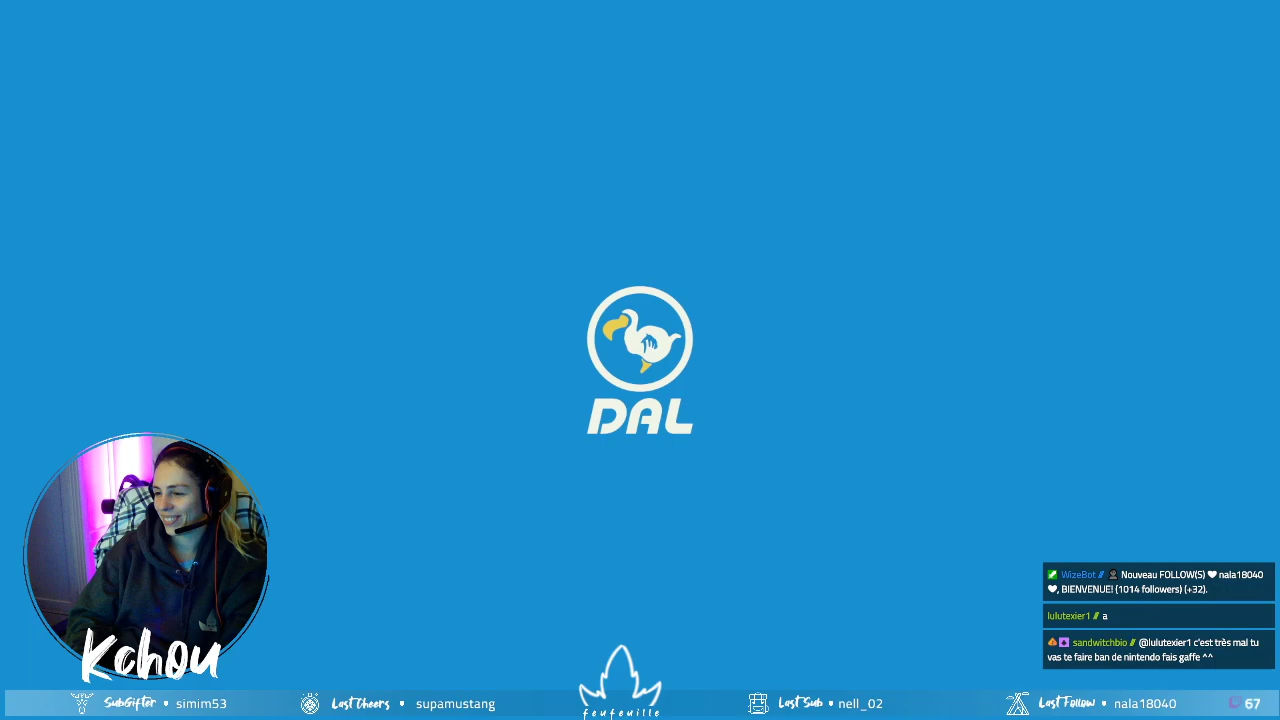 DAL
WizeBot // Nouveau FOLLOW(S) ♥ nala18040
♥, BIENVENUE! (1014 followers) (+32).
lulutexier1 // a
sandwitchbio // @lulutexier1 c'est très mal tu
vas te faire ban de nintendo fais gaffe ^^
Kchou
SubGifter • simim53
Last Cheers • supamustang
feufeuille
Last Sub • nell_02
Last Follow • nala18040
67